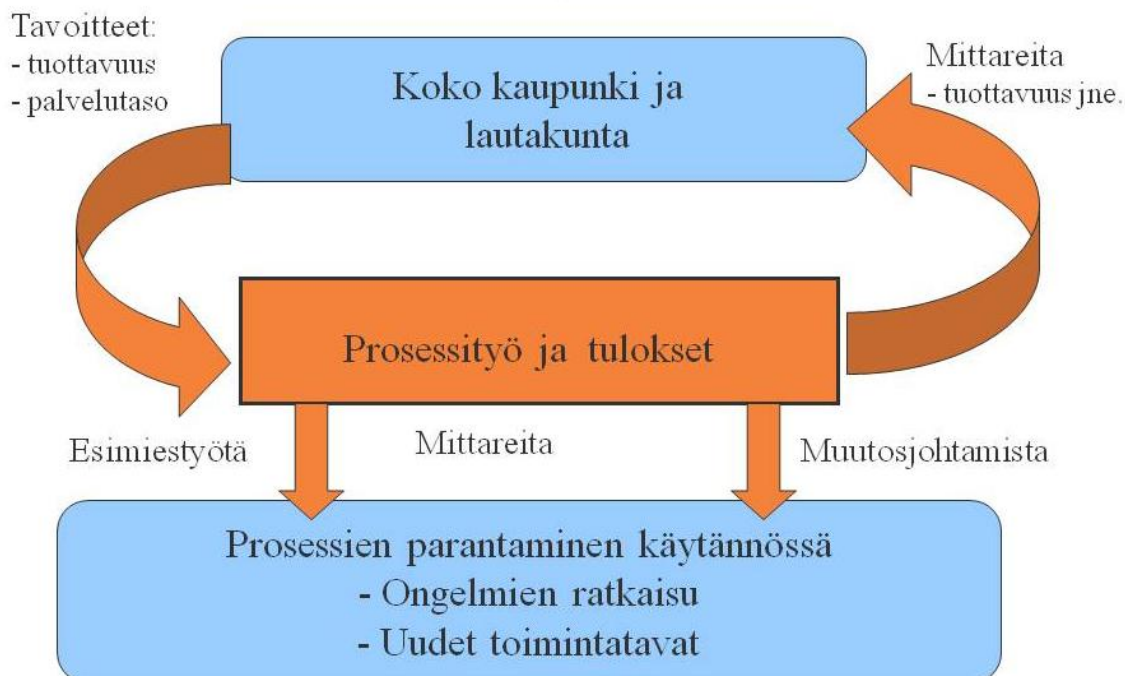 Tavoitteet:
- tuottavuus
- palvelutaso
Koko kaupunki ja
lautakunta
Mittareita
- tuottavuus jne.
Prosessityö ja tulokset
Esimiestyötä
Mittareita
Muutosjohtamista
Prosessien parantaminen käytännössä
- Ongelmien ratkaisu
- Uudet toimintatavat